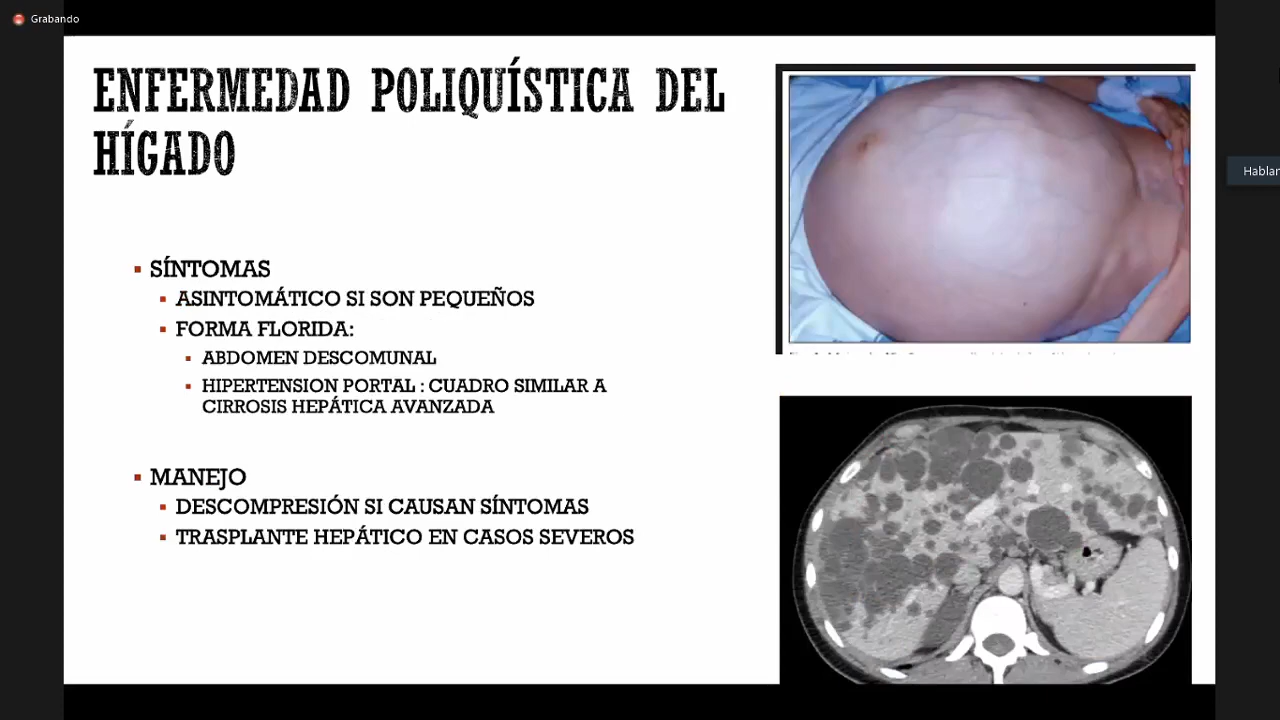 Grabando
ENFERMEDAD POLIQUÍSTICA DEL
HÍGADO
Hablan
▪ SÍNTOMAS
▪ ASINTOMÁTICO SI SON PEQUEÑOS
▪ FORMA FLORIDA:
▪ ABDOMEN DESCOMUNAL
▪ HIPERTENSION PORTAL : CUADRO SIMILAR A
CIRROSIS HEPÁTICA AVANZADA
▪ MANEJO
▪ DESCOMPRESIÓN SI CAUSAN SÍNTOMAS
▪ TRASPLANTE HEPÁTICO EN CASOS SEVEROS